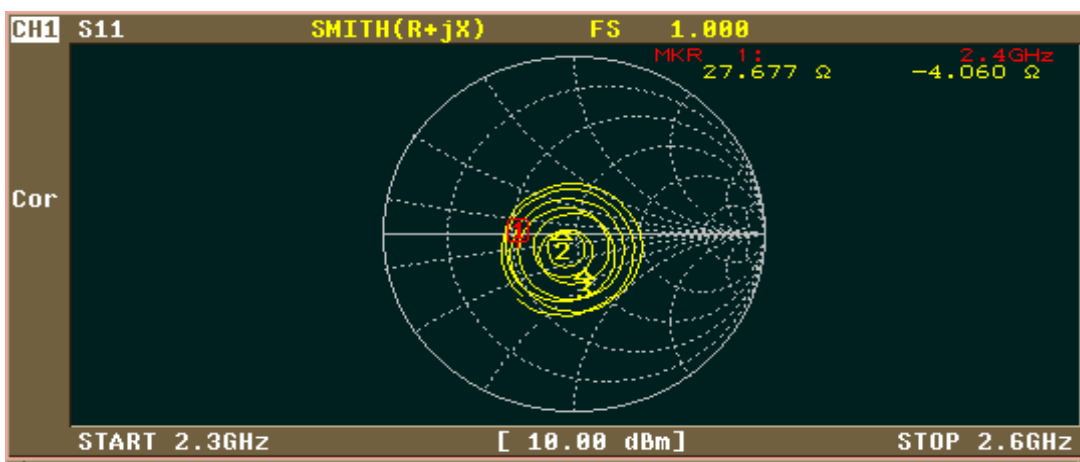 CH1 S11 SMITH(R+jX) FS 1.000
MKR 1: 2.4GHz
27.677 Ω -4.060 Ω
Cor
1
2
3
START 2.3GHz [ 10.00 dBm] STOP 2.6GHz